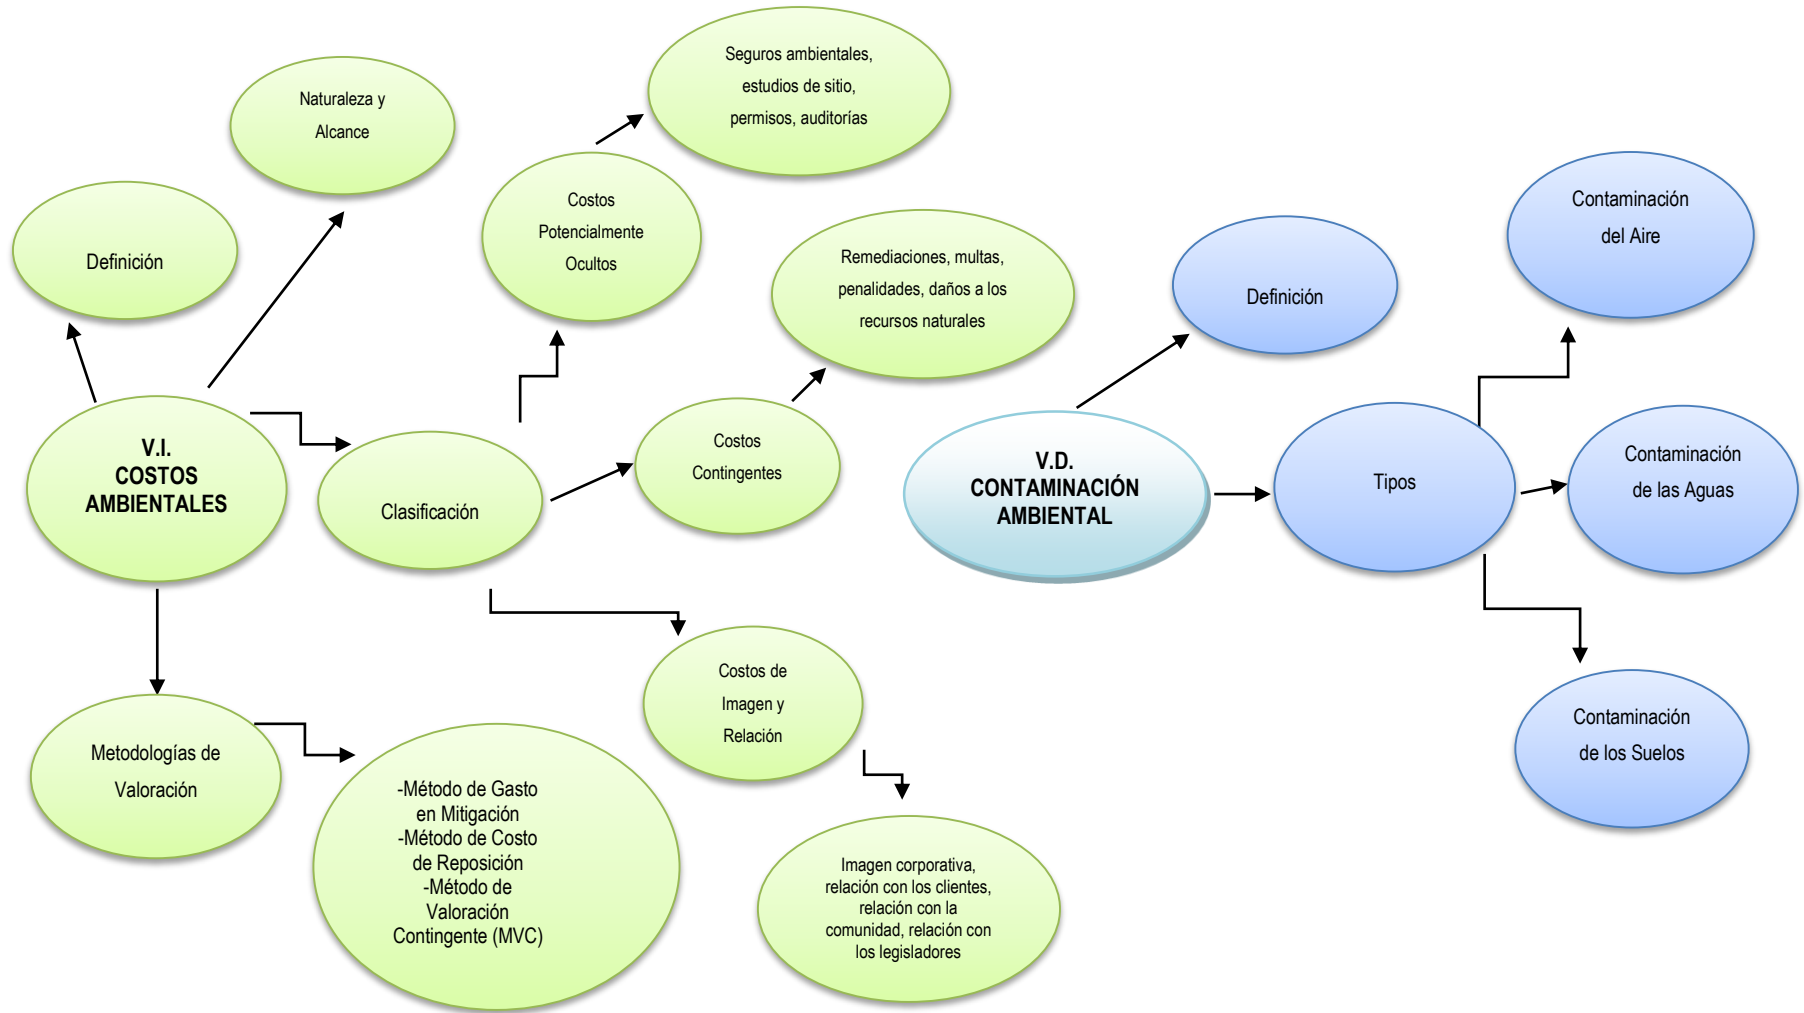 Seguros ambientales,
estudios de sitio,
permisos, auditorías
Naturaleza y
Alcance
Definición
Costos
Potencialmente
Ocultos
Remediaciones, multas,
penalidades, daños a los
recursos naturales
V.I.
COSTOS
AMBIENTALES
Clasificación
Costos
Contingentes
Costos de
Imagen y
Relación
Imagen corporativa,
relación con los clientes,
relación con la
comunidad, relación con
los legisladores
Metodologías de
Valoración
-Método de Gasto
en Mitigación
-Método de Costo
de Reposición
-Método de
Valoración
Contingente (MVC)
V.D.
CONTAMINACIÓN
AMBIENTAL
Definición
Tipos
Contaminación
del Aire
Contaminación
de las Aguas
Contaminación
de los Suelos